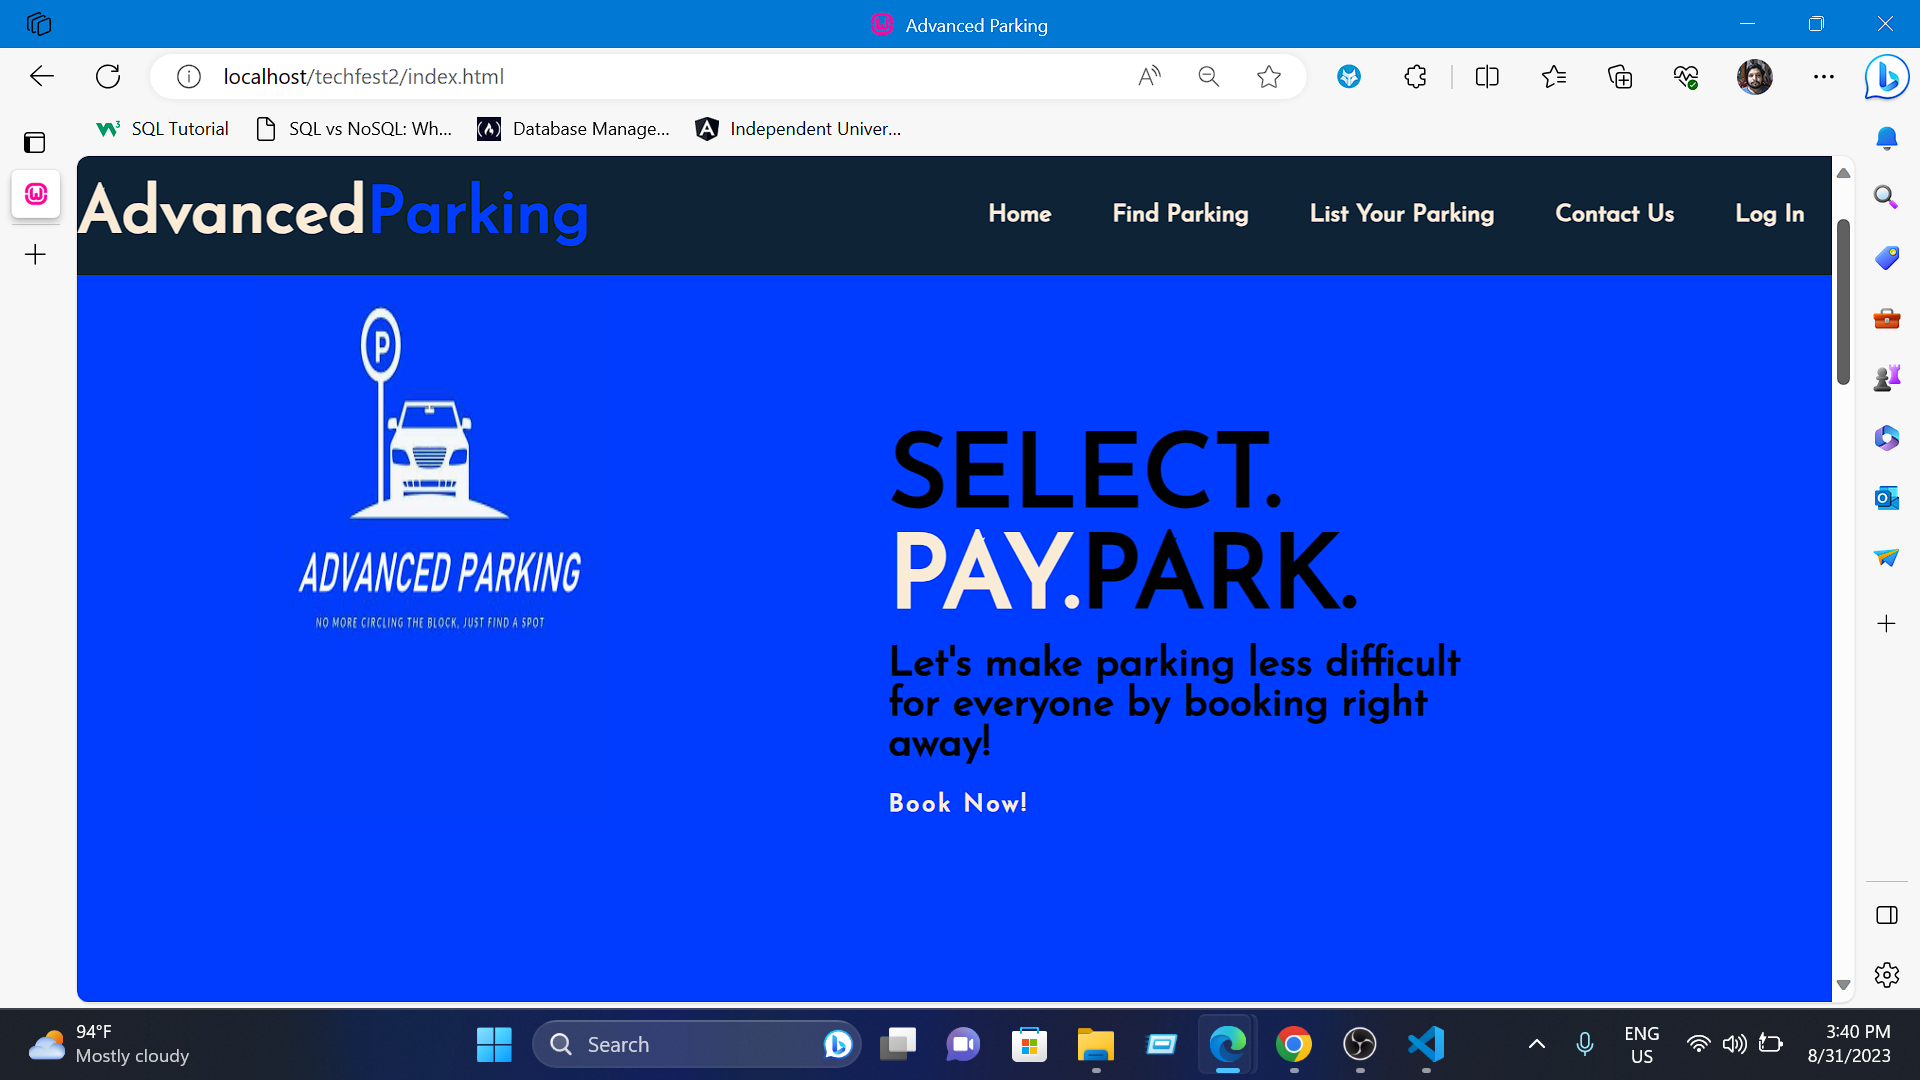 Advanced Parking
localhost/techfest2/index.html
SQL Tutorial
SQL vs NoSQL: Wh...
Database Manage...
Independent Univer...
AdvancedParking
Home
Find Parking
List Your Parking
Contact Us
Log In
P
ADVANCED PARKING
NO MORE CIRCLING THE BLOCK, JUST FIND A SPOT
SELECT.
PAY.PARK.
Let's make parking less difficult
for everyone by booking right
away!
Book Now!
94°F
Mostly cloudy
Search
ENG
US
3:40 PM
8/31/2023